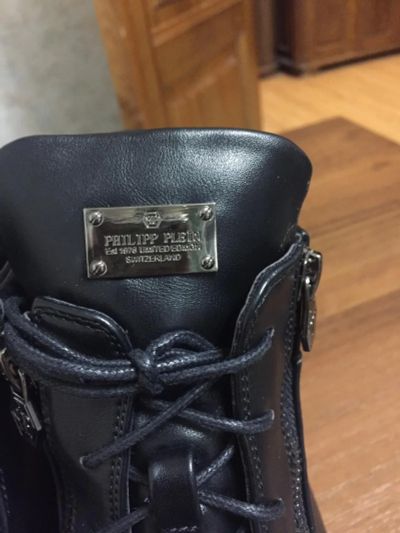 PHILIPP PLEIN
Est 1978 LIMITED EDITION
SWITZERLAND